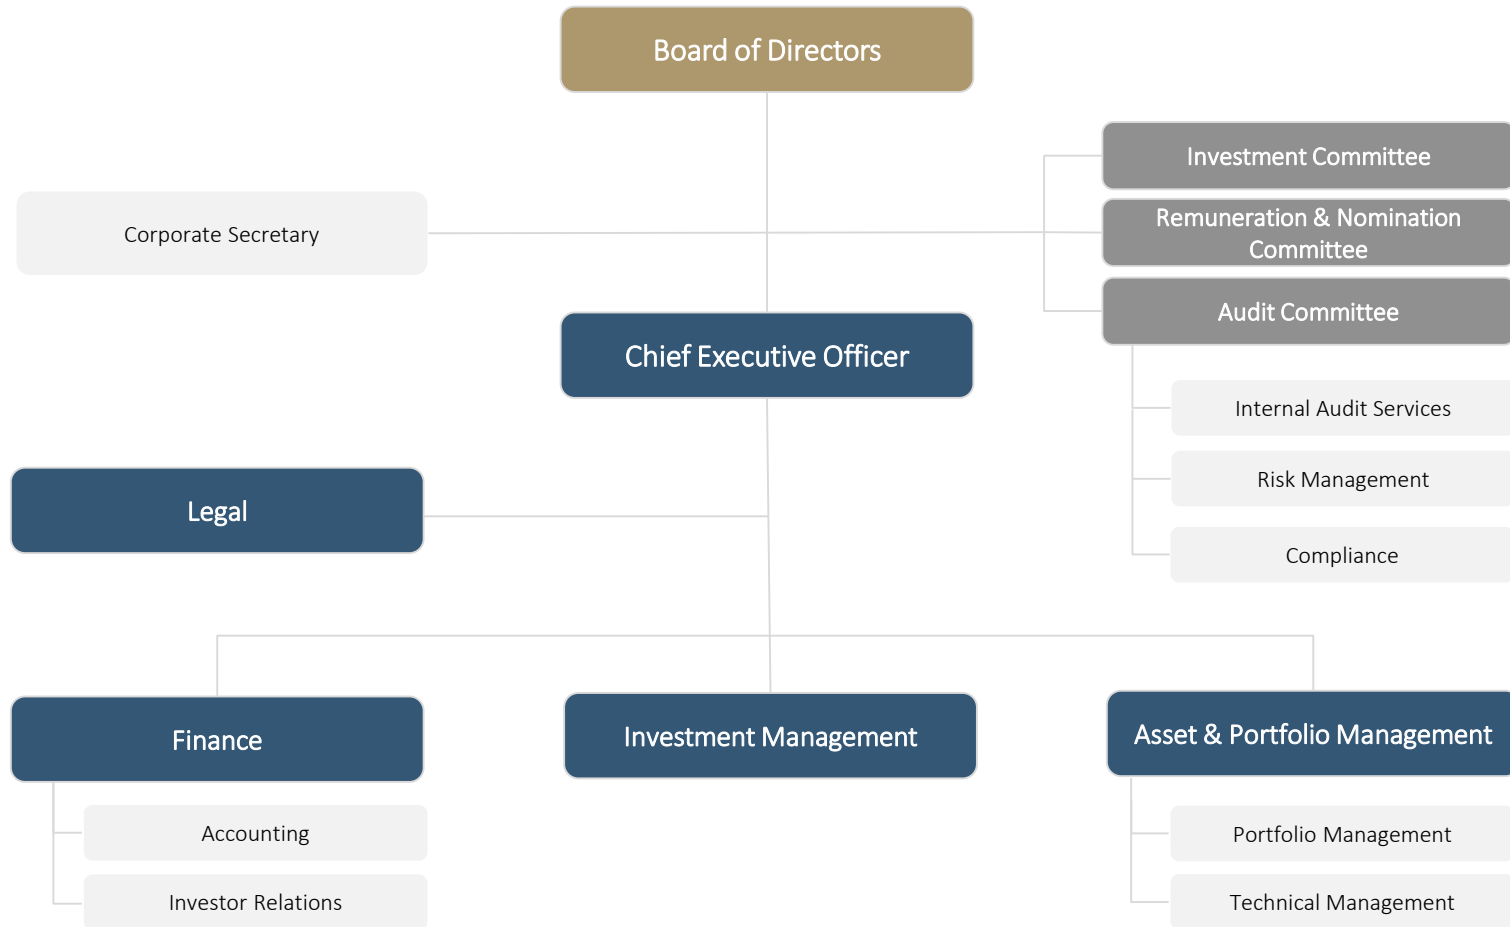 Board of Directors
Investment Committee
Corporate Secretary
Remuneration & Nomination
Committee
Audit Committee
Chief Executive Officer
Internal Audit Services
Risk Management
Legal
Compliance
Finance
Investment Management
Asset & Portfolio Management
Accounting
Portfolio Management
Investor Relations
Technical Management